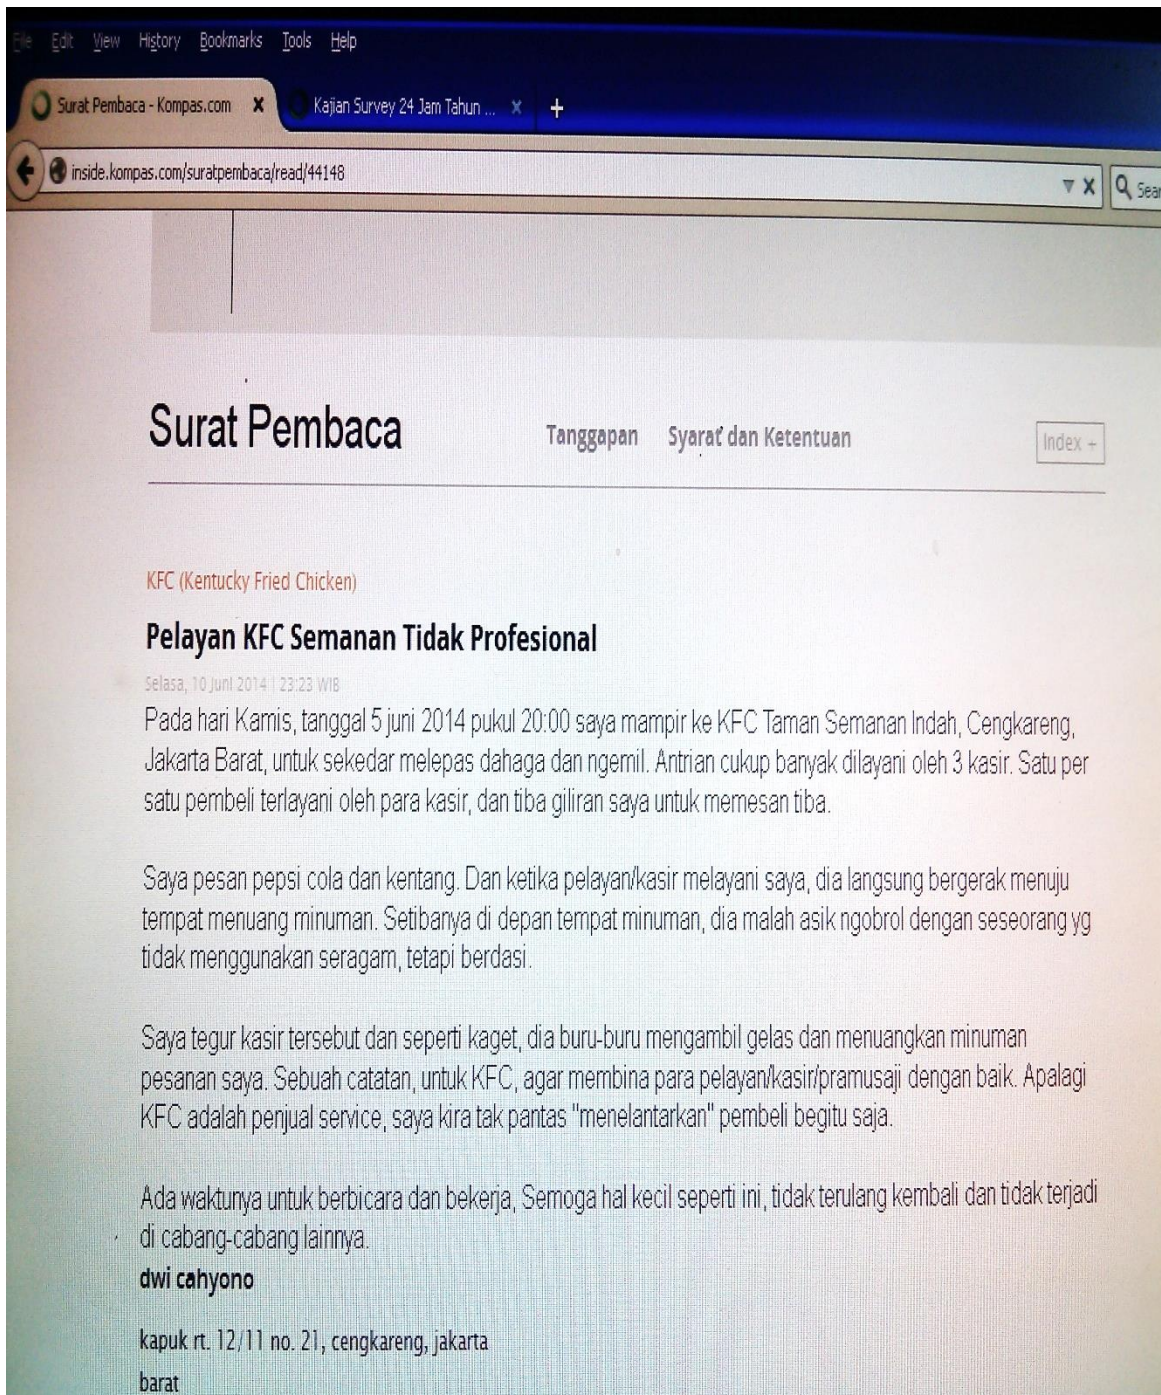 File Edit View History Bookmarks Tools Help
Surat Pembaca - Kompas.com x Kajian Survey 24 Jam Tahun ... x +
inside.kompas.com/suratpembaca/read/44148
Surat Pembaca Tanggapan Syarat dan Ketentuan Index +
KFC (Kentucky Fried Chicken)
Pelayan KFC Semanan Tidak Profesional
Selasa, 10 Juni 2014 | 23:23 WIB
Pada hari Kamis, tanggal 5 juni 2014 pukul 20:00 saya mampir ke KFC Taman Semanan Indah, Cengkareng,
Jakarta Barat, untuk sekedar melepas dahaga dan ngemil. Antrian cukup banyak dilayani oleh 3 kasir. Satu per
satu pembeli terlayani oleh para kasir, dan tiba giliran saya untuk memesan tiba.
Saya pesan pepsi cola dan kentang. Dan ketika pelayan/kasir melayani saya, dia langsung bergerak menuju
tempat menuang minuman. Setibanya di depan tempat minuman, dia malah asik ngobrol dengan seseorang yg
tidak menggunakan seragam, tetapi berdasi.
Saya tegur kasir tersebut dan seperti kaget, dia buru-buru mengambil gelas dan menuangkan minuman
pesanan saya. Sebuah catatan, untuk KFC, agar membina para pelayan/kasir/pramusaji dengan baik. Apalagi
KFC adalah penjual service, saya kira tak pantas "menelantarkan" pembeli begitu saja.
Ada waktunya untuk berbicara dan bekerja, Semoga hal kecil seperti ini, tidak terulang kembali dan tidak terjadi
di cabang-cabang lainnya.
dwi cahyono
kapuk rt. 12/11 no. 21, cengkareng, jakarta
barat